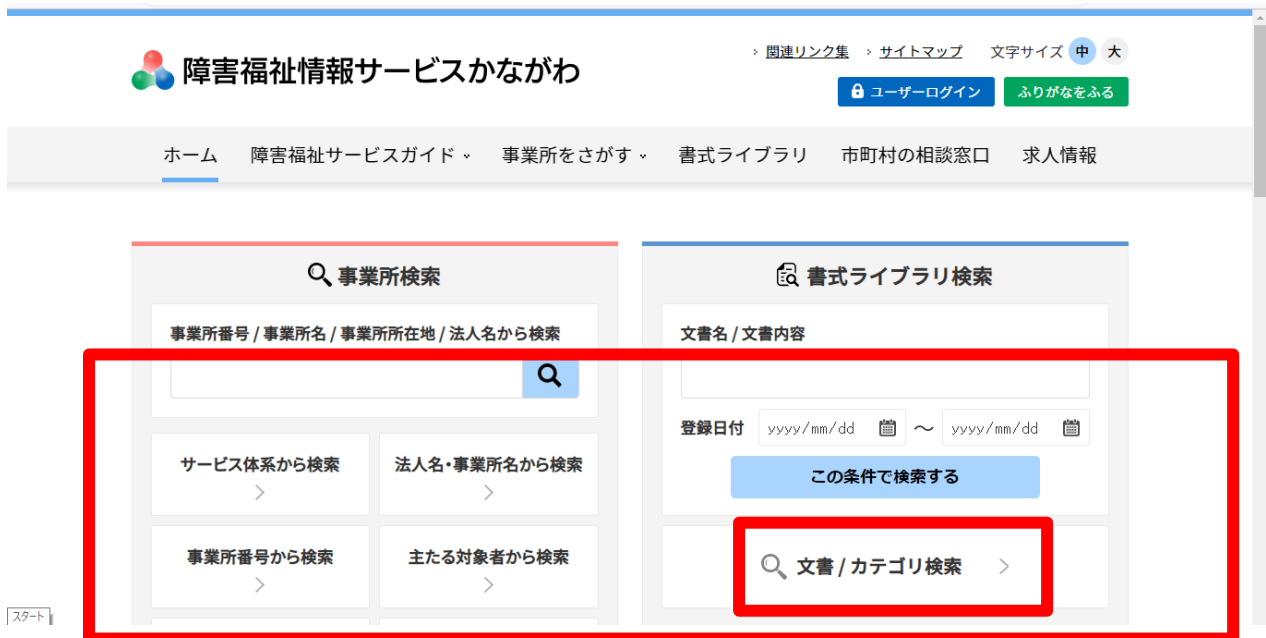 関連リンク集 サイトマップ 文字サイズ 中 大
障害福祉情報サービスかながわ
ユーザーログイン ふりがなをふる
ホーム 障害福祉サービスガイド 事業所をさがす 書式ライブラリ 市町村の相談窓口 求人情報
事業所検索
事業所番号 / 事業所名 / 事業所所在地 / 法人名から検索
サービス体系から検索 法人名・事業所名から検索
事業所番号から検索 主たる対象者から検索
書式ライブラリ検索
文書名 / 文書内容
登録日付 yyyy/mm/dd ～ yyyy/mm/dd
この条件で検索する
文書 / カテゴリ検索
スタート